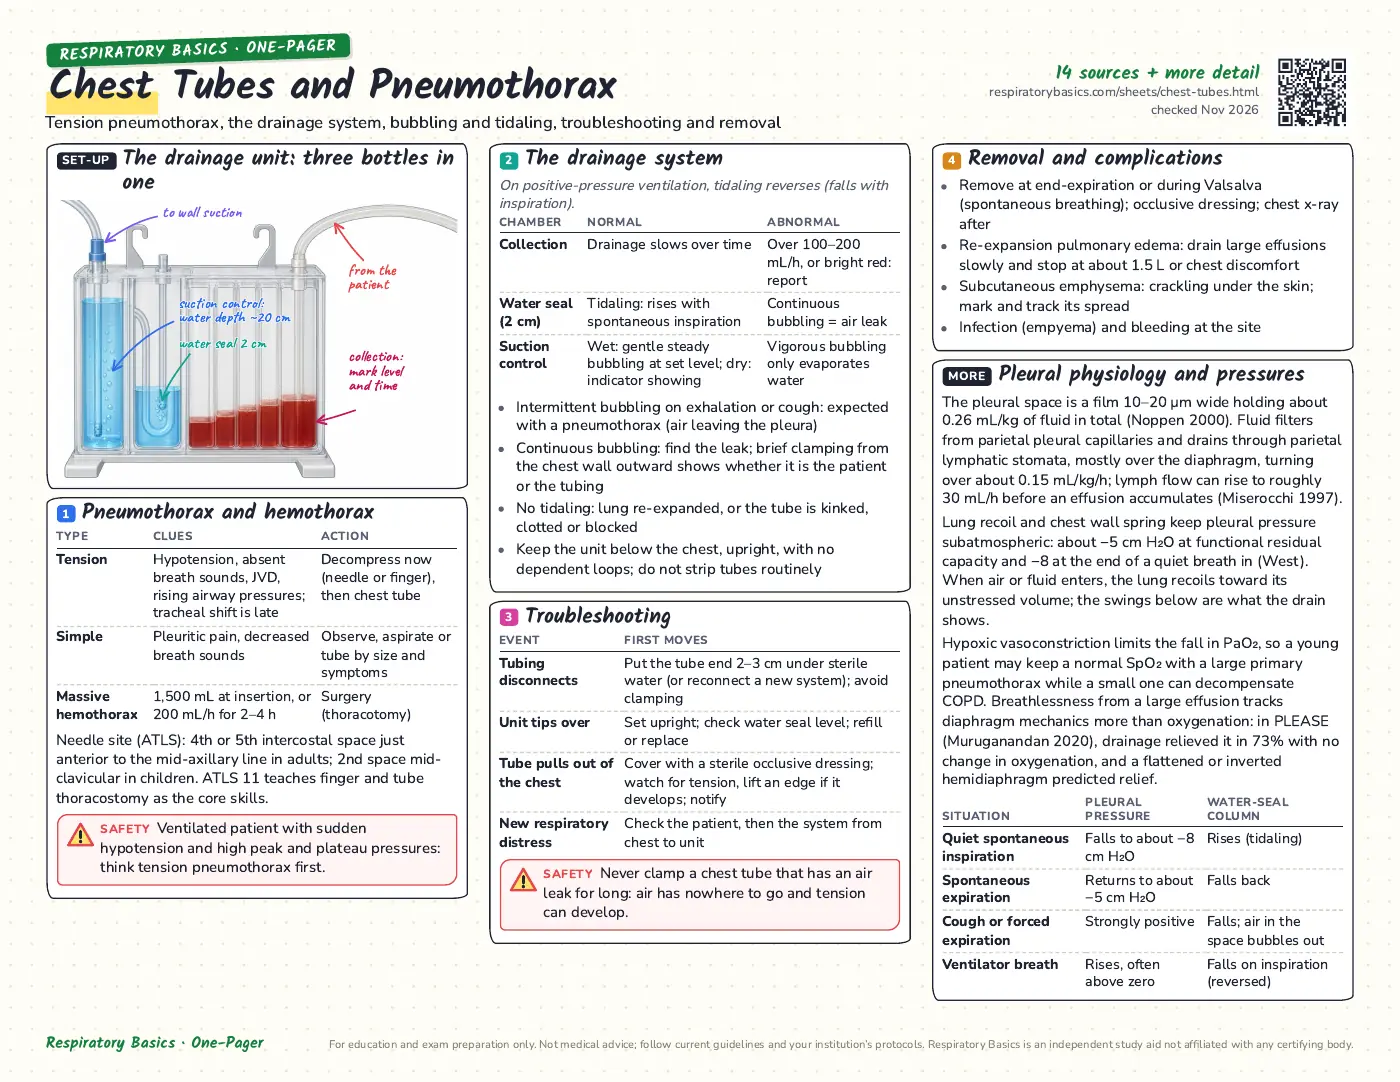 RESPIRATORY BASICS · ONE-PAGER
Chest Tubes and Pneumothorax
Tension pneumothorax, the drainage system, bubbling and tidaling, troubleshooting and removal
14 sources + more detail
respiratorybasics.com/sheets/chest-tubes.html
checked Nov 2026
SET-UP The drainage unit: three bottles in
one
to wall suction
from the
patient
suction control:
water depth ~20 cm
water seal 2 cm
collection:
mark level
and time
1 Pneumothorax and hemothorax
TYPE CLUES ACTION
Tension Hypotension, absent Decompress now
breath sounds, JVD, (needle or finger),
rising airway pressures; then chest tube
tracheal shift is late
Simple Pleuritic pain, decreased Observe, aspirate or
breath sounds tube by size and
symptoms
Massive 1,500 mL at insertion, or Surgery
hemothorax 200 mL/h for 2–4 h (thoracotomy)
Needle site (ATLS): 4th or 5th intercostal space just
anterior to the mid-axillary line in adults; 2nd space mid-
clavicular in children. ATLS 11 teaches finger and tube
thoracostomy as the core skills.
SAFETY Ventilated patient with sudden
hypotension and high peak and plateau pressures:
think tension pneumothorax first.
2 The drainage system
On positive-pressure ventilation, tidaling reverses (falls with
inspiration).
CHAMBER NORMAL ABNORMAL
Collection Drainage slows over time Over 100–200
mL/h, or bright red:
report
Water seal Tidaling: rises with Continuous
(2 cm) spontaneous inspiration bubbling = air leak
Suction Wet: gentle steady Vigorous bubbling
control bubbling at set level; dry: only evaporates
indicator showing water
• Intermittent bubbling on exhalation or cough: expected
with a pneumothorax (air leaving the pleura)
• Continuous bubbling: find the leak; brief clamping from
the chest wall outward shows whether it is the patient
or the tubing
• No tidaling: lung re-expanded, or the tube is kinked,
clotted or blocked
• Keep the unit below the chest, upright, with no
dependent loops; do not strip tubes routinely
3 Troubleshooting
EVENT FIRST MOVES
Tubing Put the tube end 2–3 cm under sterile
disconnects water (or reconnect a new system); avoid
clamping
Unit tips over Set upright; check water seal level; refill
or replace
Tube pulls out of Cover with a sterile occlusive dressing;
the chest watch for tension, lift an edge if it
develops; notify
New respiratory Check the patient, then the system from
distress chest to unit
SAFETY Never clamp a chest tube that has an air
leak for long: air has nowhere to go and tension
can develop.
4 Removal and complications
• Remove at end-expiration or during Valsalva
(spontaneous breathing); occlusive dressing; chest x-ray
after
• Re-expansion pulmonary edema: drain large effusions
slowly and stop at about 1.5 L or chest discomfort
• Subcutaneous emphysema: crackling under the skin;
mark and track its spread
• Infection (empyema) and bleeding at the site
MORE Pleural physiology and pressures
The pleural space is a film 10–20 µm wide holding about
0.26 mL/kg of fluid in total (Noppen 2000). Fluid filters
from parietal pleural capillaries and drains through parietal
lymphatic stomata, mostly over the diaphragm, turning
over about 0.15 mL/kg/h; lymph flow can rise to roughly
30 mL/h before an effusion accumulates (Miserocchi 1997).
Lung recoil and chest wall spring keep pleural pressure
subatmospheric: about −5 cm H₂O at functional residual
capacity and −8 at the end of a quiet breath in (West).
When air or fluid enters, the lung recoils toward its
unstressed volume; the swings below are what the drain
shows.
Hypoxic vasoconstriction limits the fall in PaO₂, so a young
patient may keep a normal SpO₂ with a large primary
pneumothorax while a small one can decompensate
COPD. Breathlessness from a large effusion tracks
diaphragm mechanics more than oxygenation: in PLEASE
(Muruganandan 2020), drainage relieved it in 73% with no
change in oxygenation, and a flattened or inverted
hemidiaphragm predicted relief.
SITUATION PLEURAL PRESSURE WATER-SEAL COLUMN
Quiet spontaneous Falls to about −8 Rises (tidaling)
inspiration cm H₂O
Spontaneous Returns to about Falls back
expiration −5 cm H₂O
Cough or forced Strongly positive Falls; air in the
expiration space bubbles out
Ventilator breath Rises, often Falls on inspiration
above zero (reversed)
Respiratory Basics · One-Pager
For education and exam preparation only. Not medical advice; follow current guidelines and your institution's protocols. Respiratory Basics is an independent study aid not affiliated with any certifying body.